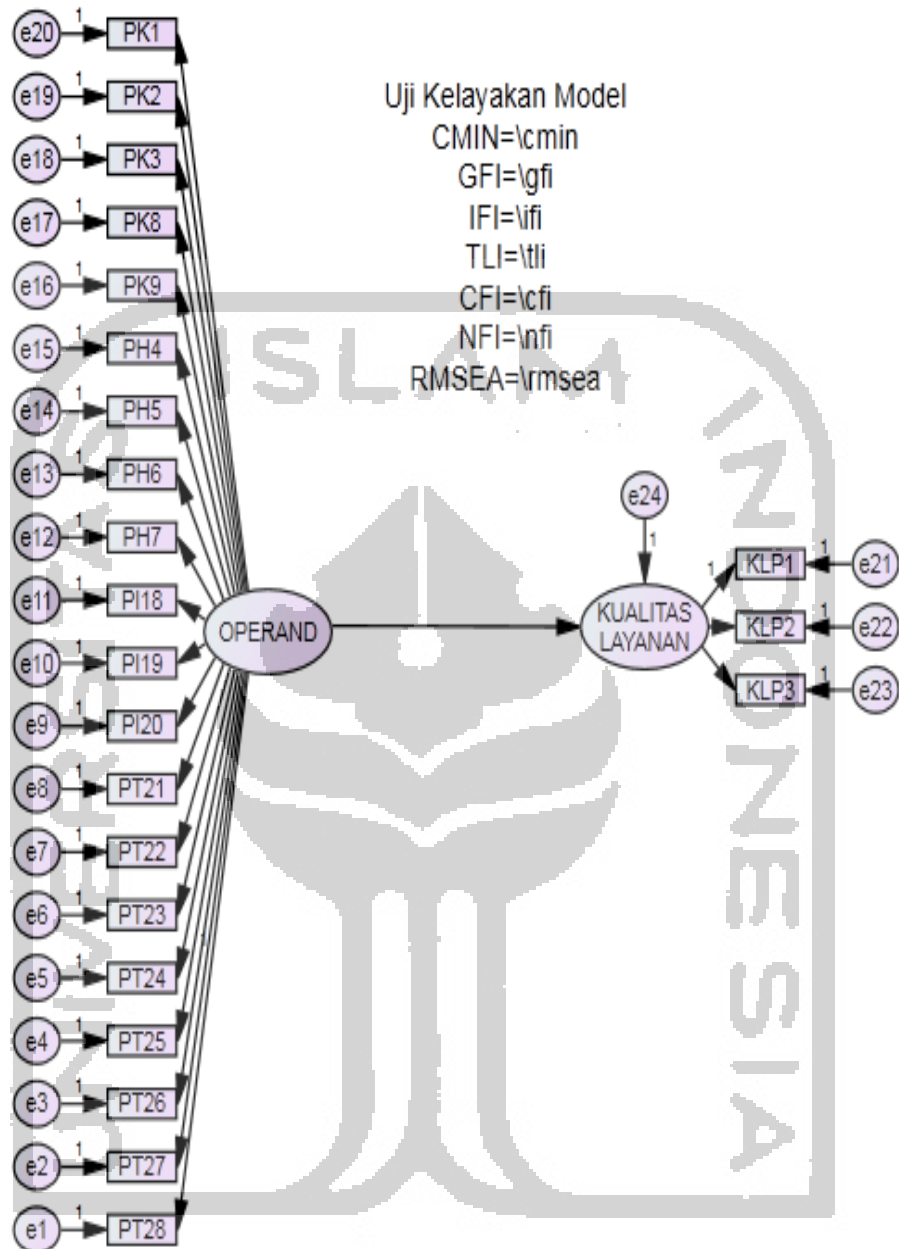 e20 1 PK1
e19 1 PK2
e18 1 PK3
e17 1 PK8
e16 1 PK9
e15 1 PH4
e14 1 PH5
e13 1 PH6
e12 1 PH7
e11 1 PI18
e10 1 PI19
e9 1 PI20
e8 1 PT21
e7 1 PT22
e6 1 PT23
e5 1 PT24
e4 1 PT25
e3 1 PT26
e2 1 PT27
e1 1 PT28
1
OPERAND
Uji Kelayakan Model
CMIN=\cmin
GFI=\gfi
IFI=\ifi
TLI=\tli
CFI=\cfi
NFI=\nfi
RMSEA=\rmsea
e24
1
KUALITAS
LAYANAN
1 KLP1 1 e21
KLP2 1 e22
KLP3 1 e23
UNIVERSITAS
ISLAM
INDONESIA